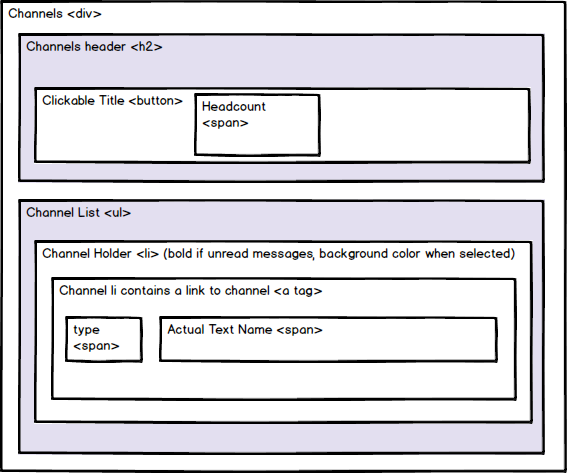 Channels <div>
Channels header <h2>
Clickable Title <button>
Headcount
<span>
Channel List <ul>
Channel Holder <li> (bold if unread messages, background color when selected)
Channel li contains a link to channel <a tag>
type
<span>
Actual Text Name <span>